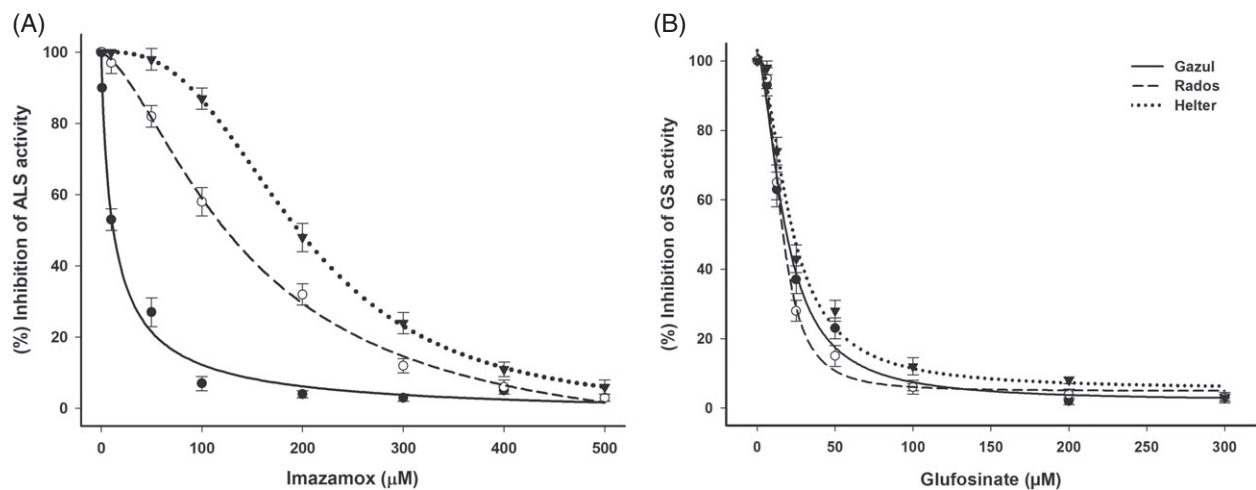 (A)
(%) Inhibition of ALS activity
100
80
60
40
20
0
0 100 200 300 400 500
Imazamox (μM)
(B)
(%) Inhibition of GS activity
100
80
60
40
20
0
0 50 100 150 200 250 300
Glufosinate (μM)
Gazul
Rados
Helter